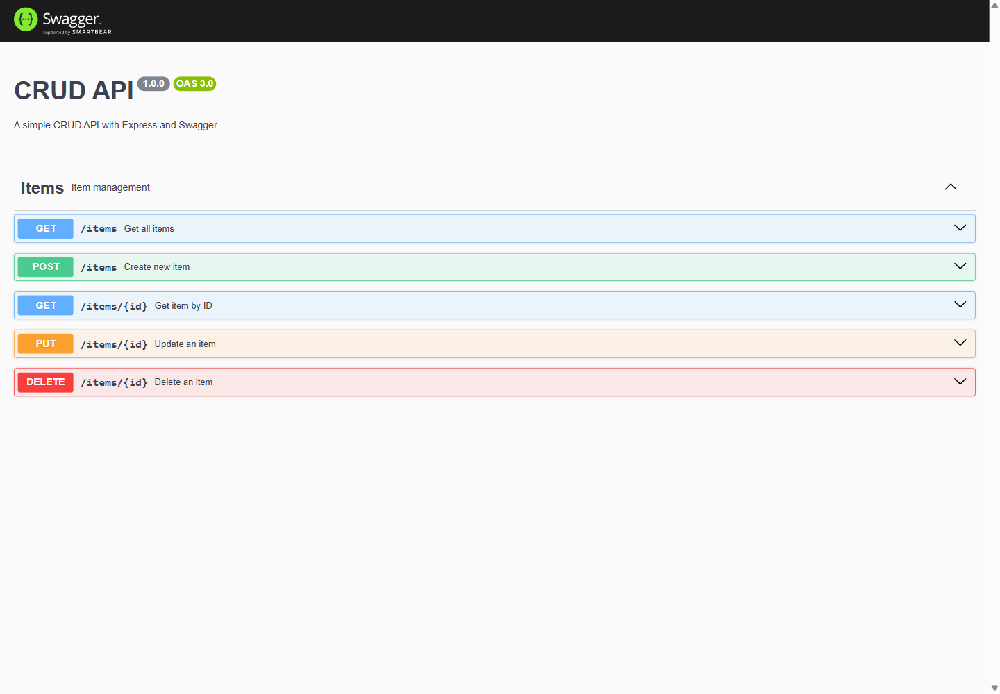 {···} Swagger
Supported by SMARTBEAR
CRUD API 1.0.0 OAS 3.0
A simple CRUD API with Express and Swagger
Items Item management
GET /items Get all items
POST /items Create new item
GET /items/{id} Get item by ID
PUT /items/{id} Update an item
DELETE /items/{id} Delete an item